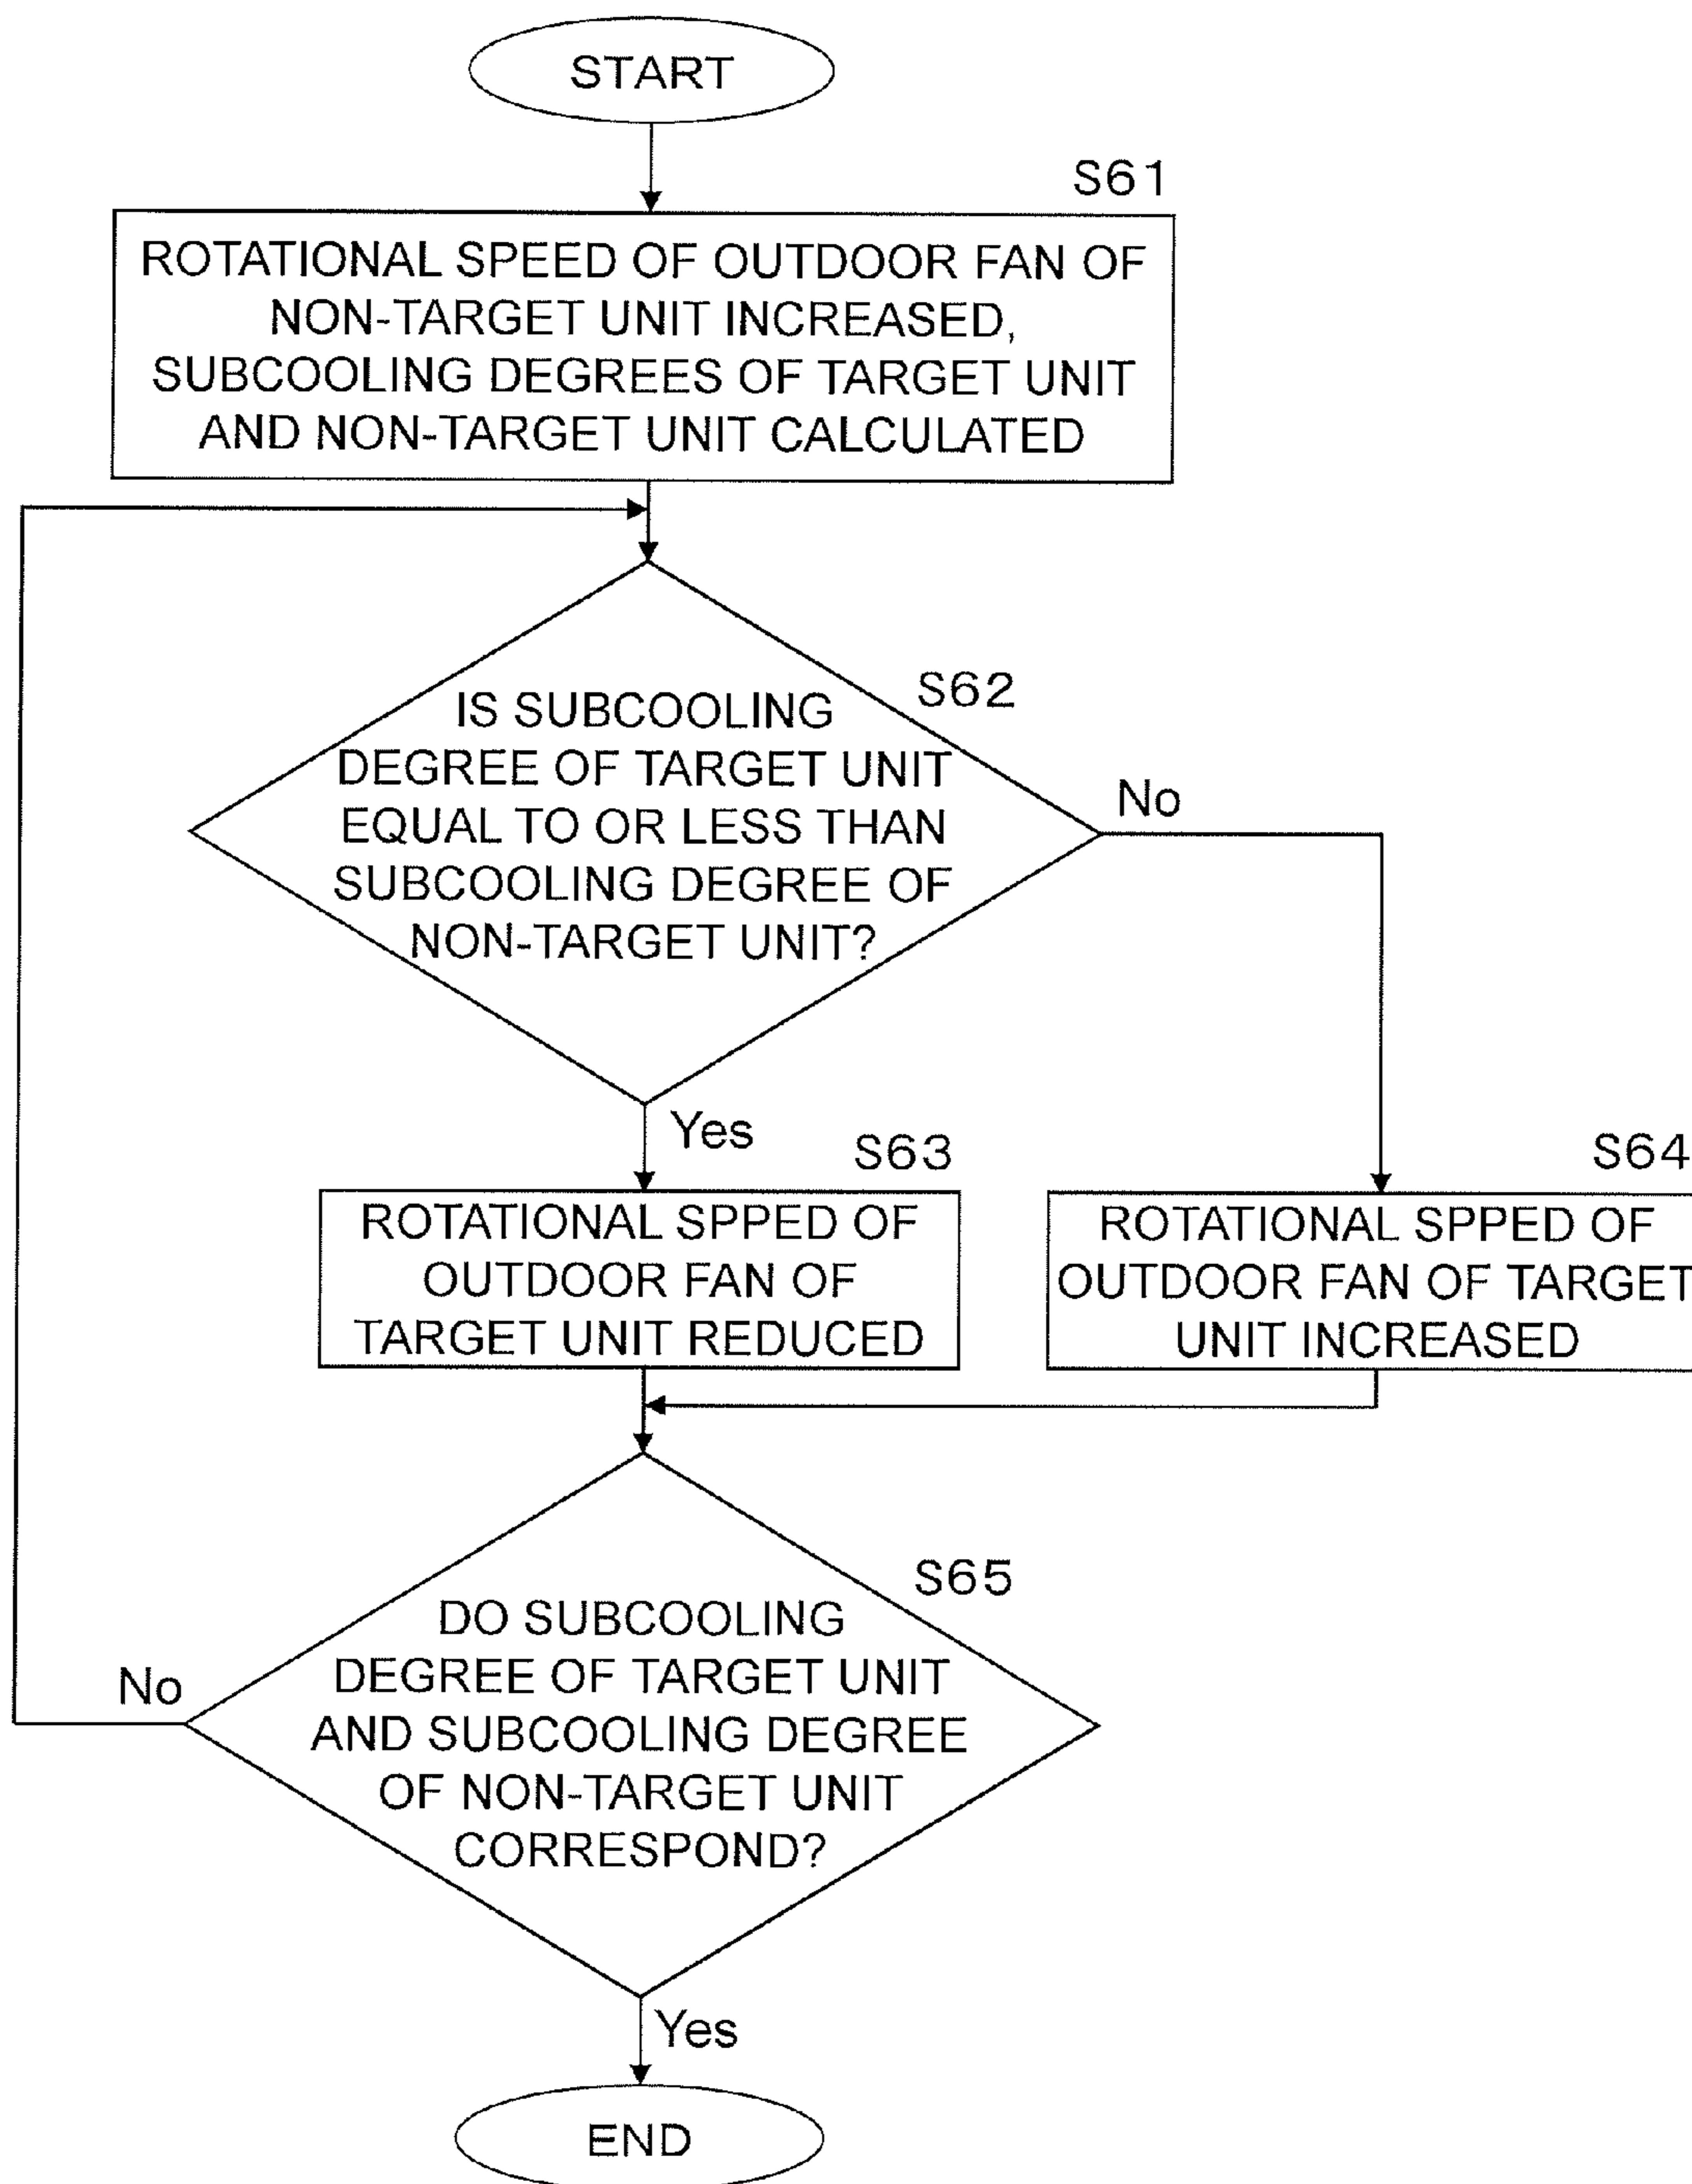 START
S61
ROTATIONAL SPEED OF OUTDOOR FAN OF
NON-TARGET UNIT INCREASED,
SUBCOOLING DEGREES OF TARGET UNIT
AND NON-TARGET UNIT CALCULATED
S62
IS SUBCOOLING
DEGREE OF TARGET UNIT
EQUAL TO OR LESS THAN
SUBCOOLING DEGREE OF
NON-TARGET UNIT?
No
Yes
S63
ROTATIONAL SPPED OF
OUTDOOR FAN OF
TARGET UNIT REDUCED
S64
ROTATIONAL SPPED OF
OUTDOOR FAN OF TARGET
UNIT INCREASED
S65
DO SUBCOOLING
DEGREE OF TARGET UNIT
AND SUBCOOLING DEGREE
OF NON-TARGET UNIT
CORRESPOND?
No
Yes
END